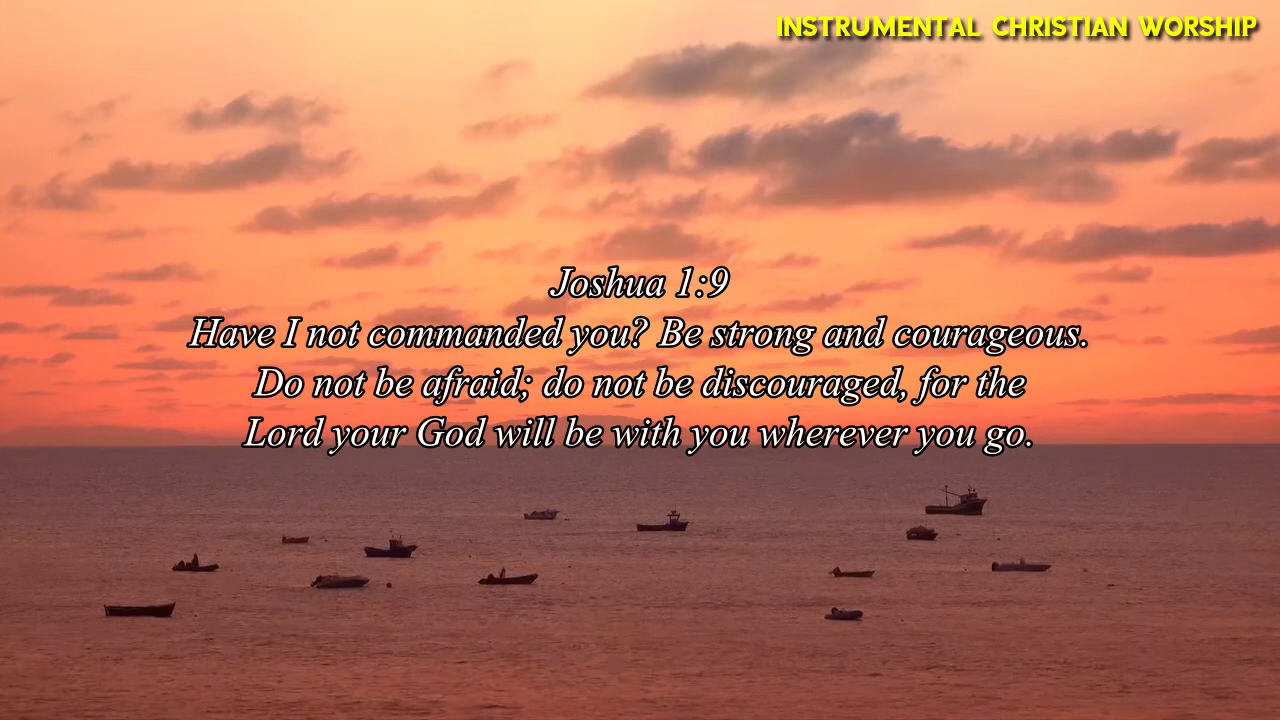 INSTRUMENTAL CHRISTIAN WORSHIP
Joshua 1:9
Have I not commanded you? Be strong and courageous.
Do not be afraid; do not be discouraged, for the
Lord your God will be with you wherever you go.